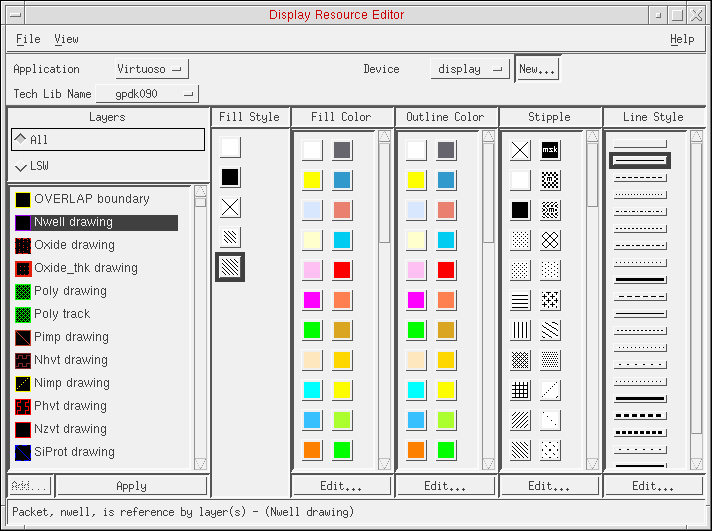 Display Resource Editor
File View Help
Application Virtuoso Device display New...
Tech Lib Name gpdk090
Layers Fill Style Fill Color Outline Color Stipple Line Style
All
LSW
msk
m
OVERLAP boundary
Nwell drawing
Oxide drawing
Oxide_thk drawing
Poly drawing
Poly track
Pimp drawing
Nhvt drawing
Nimp drawing
Phvt drawing
Nzvt drawing
SiProt drawing
Add... Apply Edit... Edit... Edit... Edit...
Packet, nwell, is reference by layer(s) - (Nwell drawing)